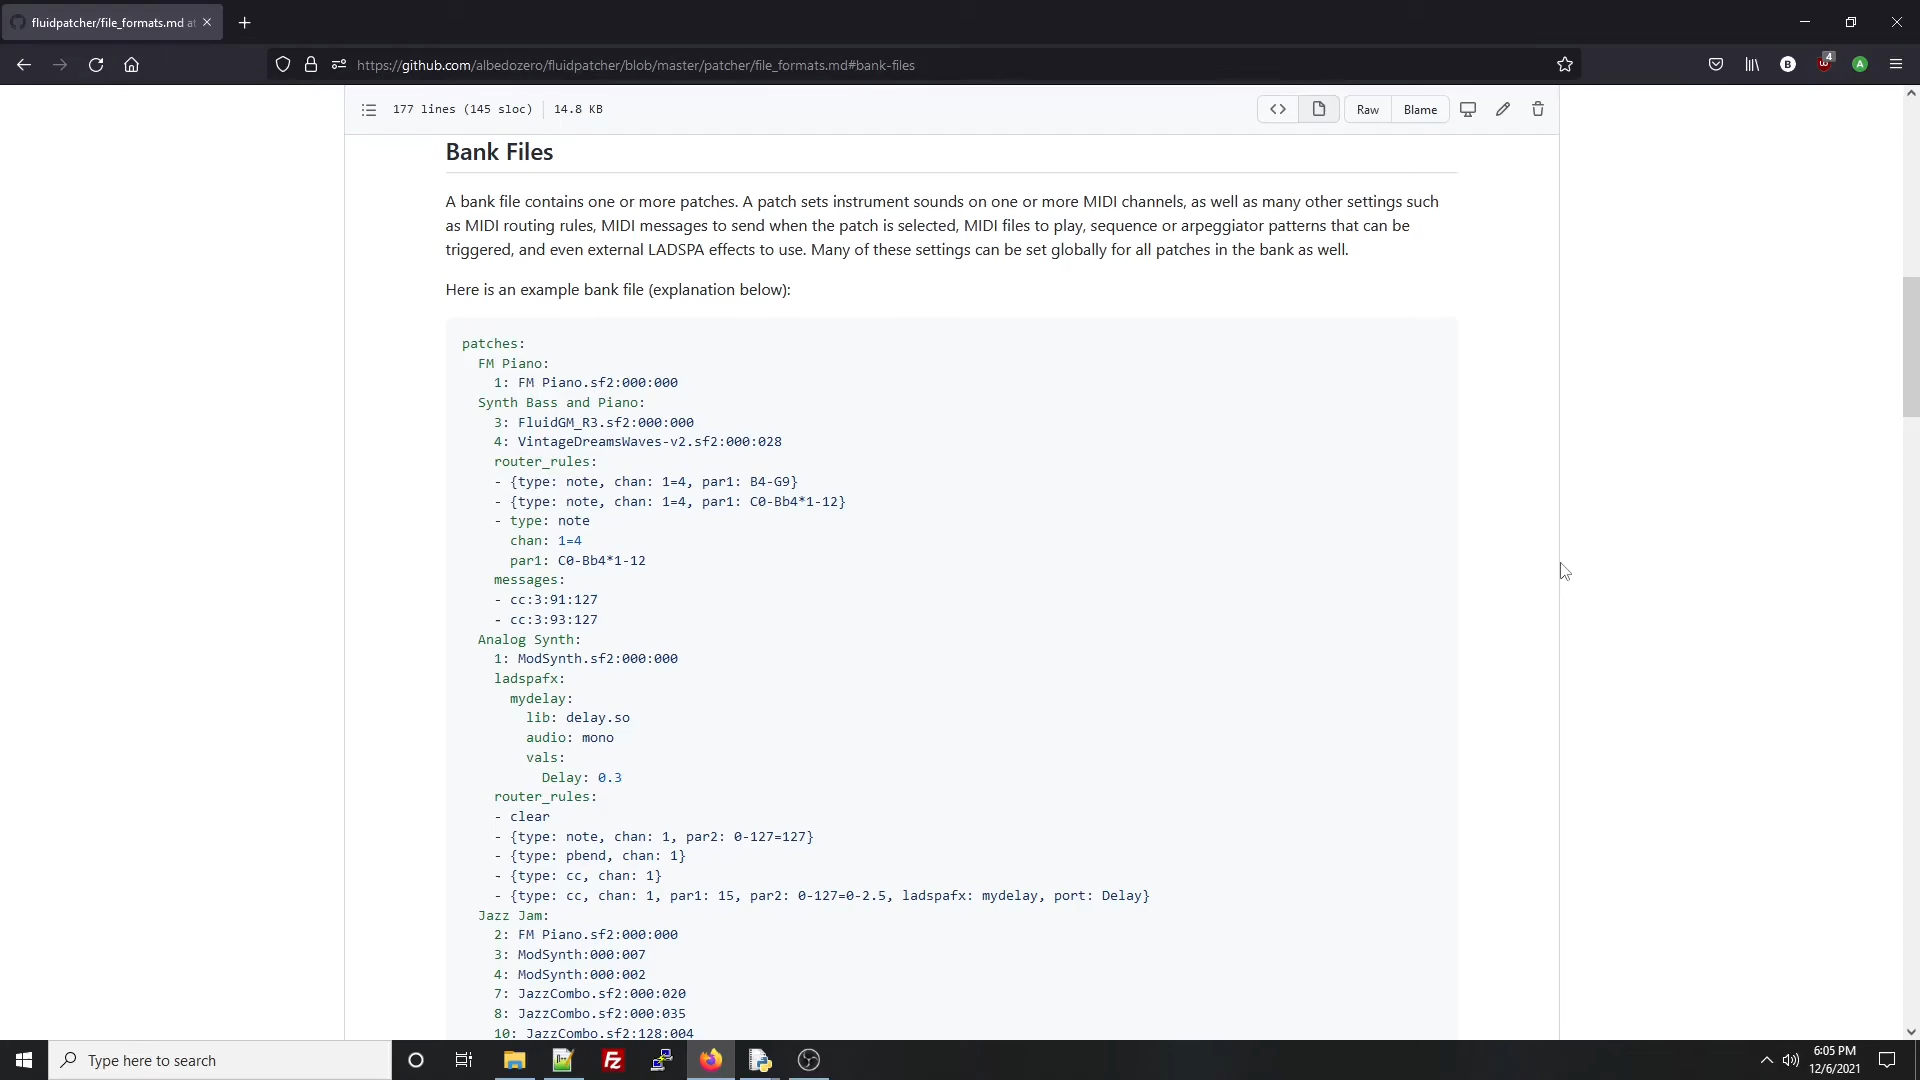 fluidpatcher/file_formats.md at
https://github.com/albedozero/fluidpatcher/blob/master/patcher/file_formats.md#bank-files
B
4
A
177 lines (145 sloc) 14.8 KB
Raw Blame
Bank Files
A bank file contains one or more patches. A patch sets instrument sounds on one or more MIDI channels, as well as many other settings such
as MIDI routing rules, MIDI messages to send when the patch is selected, MIDI files to play, sequence or arpeggiator patterns that can be
triggered, and even external LADSPA effects to use. Many of these settings can be set globally for all patches in the bank as well.
Here is an example bank file (explanation below):
patches:
FM Piano:
1: FM Piano.sf2:000:000
Synth Bass and Piano:
3: FluidGM_R3.sf2:000:000
4: VintageDreamsWaves-v2.sf2:000:028
router_rules:
- {type: note, chan: 1=4, par1: B4-G9}
- {type: note, chan: 1=4, par1: C0-Bb4*1-12}
- type: note
chan: 1=4
par1: C0-Bb4*1-12
messages:
- cc:3:91:127
- cc:3:93:127
Analog Synth:
1: ModSynth.sf2:000:000
ladspafx:
mydelay:
lib: delay.so
audio: mono
vals:
Delay: 0.3
router_rules:
- clear
- {type: note, chan: 1, par2: 0-127=127}
- {type: pbend, chan: 1}
- {type: cc, chan: 1}
- {type: cc, chan: 1, par1: 15, par2: 0-127=0-2.5, ladspafx: mydelay, port: Delay}
Jazz Jam:
2: FM Piano.sf2:000:000
3: ModSynth:000:007
4: ModSynth:000:002
7: JazzCombo.sf2:000:020
8: JazzCombo.sf2:000:035
10: JazzCombo.sf2:128:004
Type here to search
Fz
6:05 PM
12/6/2021